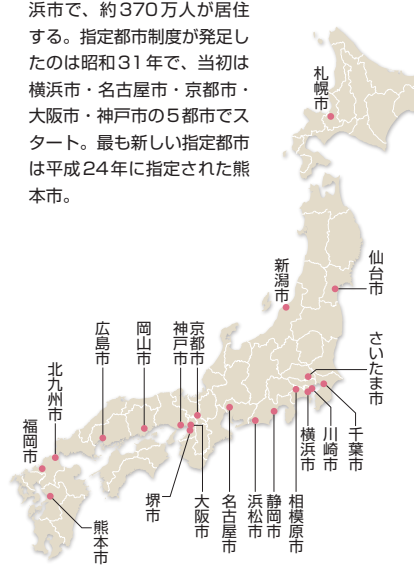 浜市で、約370万人が居住
する。指定都市制度が発足し
たのは昭和31年で、当初は
横浜市・名古屋市・京都市・
大阪市・神戸市の5都市でス
タート。最も新しい指定都市
は平成24年に指定された熊
本市。
札幌市
仙台市
新潟市
さいたま市
京都市
神戸市
岡山市
広島市
北九州市
福岡市
千葉市
川崎市
横浜市
相模原市
静岡市
浜松市
名古屋市
大阪市
堺市
熊本市